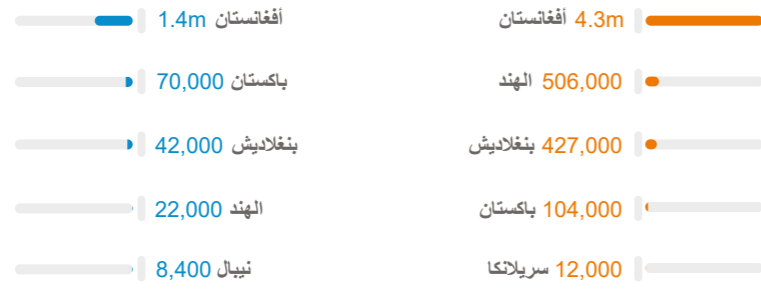 4.3m أفغانستان
1.4m أفغانستان
506,000 الهند
70,000 باكستان
427,000 بنغلاديش
42,000 بنغلاديش
104,000 باكستان
22,000 الهند
12,000 سريلانكا
8,400 نيبال